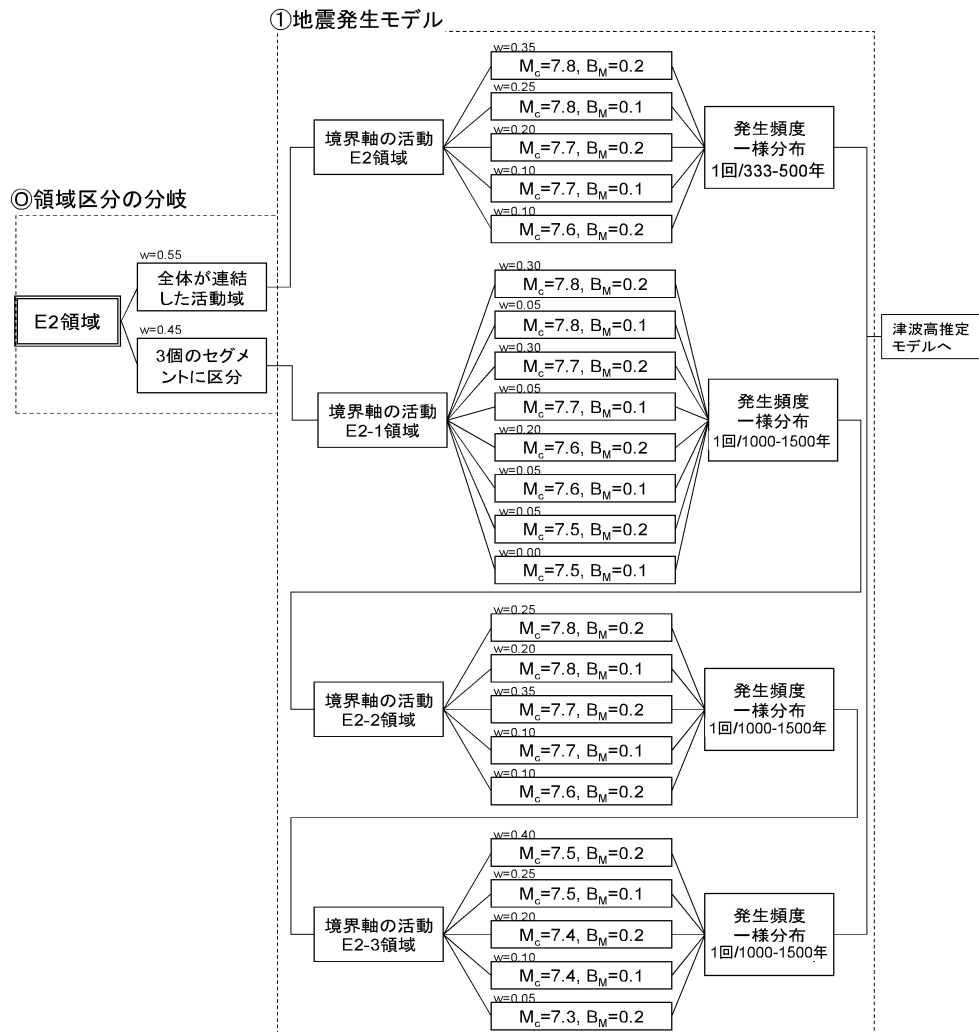 ①地震発生モデル
w=0.35
Mc=7.8, BM=0.2
w=0.25
Mc=7.8, BM=0.1
w=0.20
Mc=7.7, BM=0.2
w=0.10
Mc=7.7, BM=0.1
w=0.10
Mc=7.6, BM=0.2
境界軸の活動
E2領域
発生頻度
一様分布
1回/333-500年
⓪領域区分の分岐
E2領域
w=0.55
全体が連結
した活動域
w=0.45
3個のセグメ
ントに区分
境界軸の活動
E2-1領域
w=0.30
Mc=7.8, BM=0.2
w=0.05
Mc=7.8, BM=0.1
w=0.30
Mc=7.7, BM=0.2
w=0.05
Mc=7.7, BM=0.1
w=0.20
Mc=7.6, BM=0.2
w=0.05
Mc=7.6, BM=0.1
w=0.05
Mc=7.5, BM=0.2
w=0.00
Mc=7.5, BM=0.1
発生頻度
一様分布
1回/1000-1500年
津波高推定
モデルへ
境界軸の活動
E2-2領域
w=0.25
Mc=7.8, BM=0.2
w=0.20
Mc=7.8, BM=0.1
w=0.35
Mc=7.7, BM=0.2
w=0.10
Mc=7.7, BM=0.1
w=0.10
Mc=7.6, BM=0.2
発生頻度
一様分布
1回/1000-1500年
境界軸の活動
E2-3領域
w=0.40
Mc=7.5, BM=0.2
w=0.25
Mc=7.5, BM=0.1
w=0.20
Mc=7.4, BM=0.2
w=0.10
Mc=7.4, BM=0.1
w=0.05
Mc=7.3, BM=0.2
発生頻度
一様分布
1回/1000-1500年